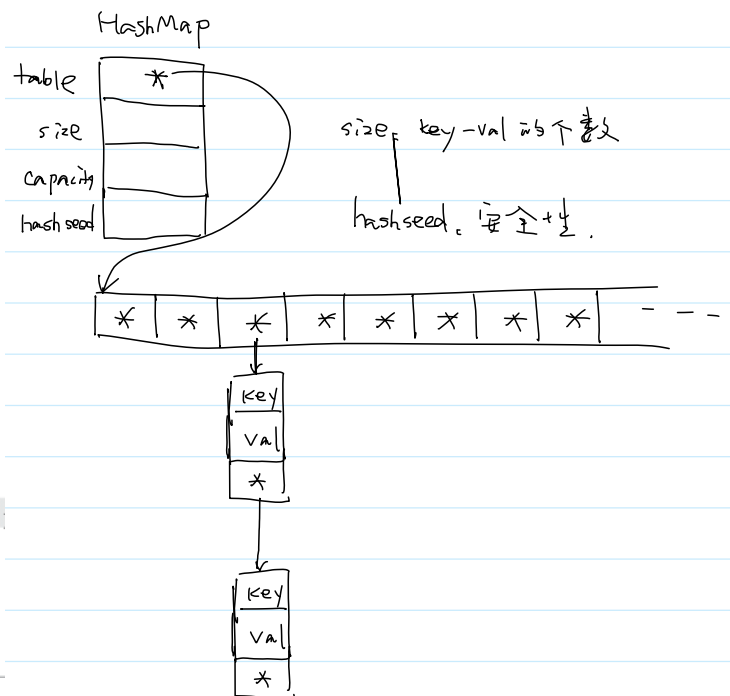 HashMap
table *
size
capacity
hashseed
size: key-val 的个数
hashseed. 安全性.
* * * * * * * * ---
key
val
*
key
val
*